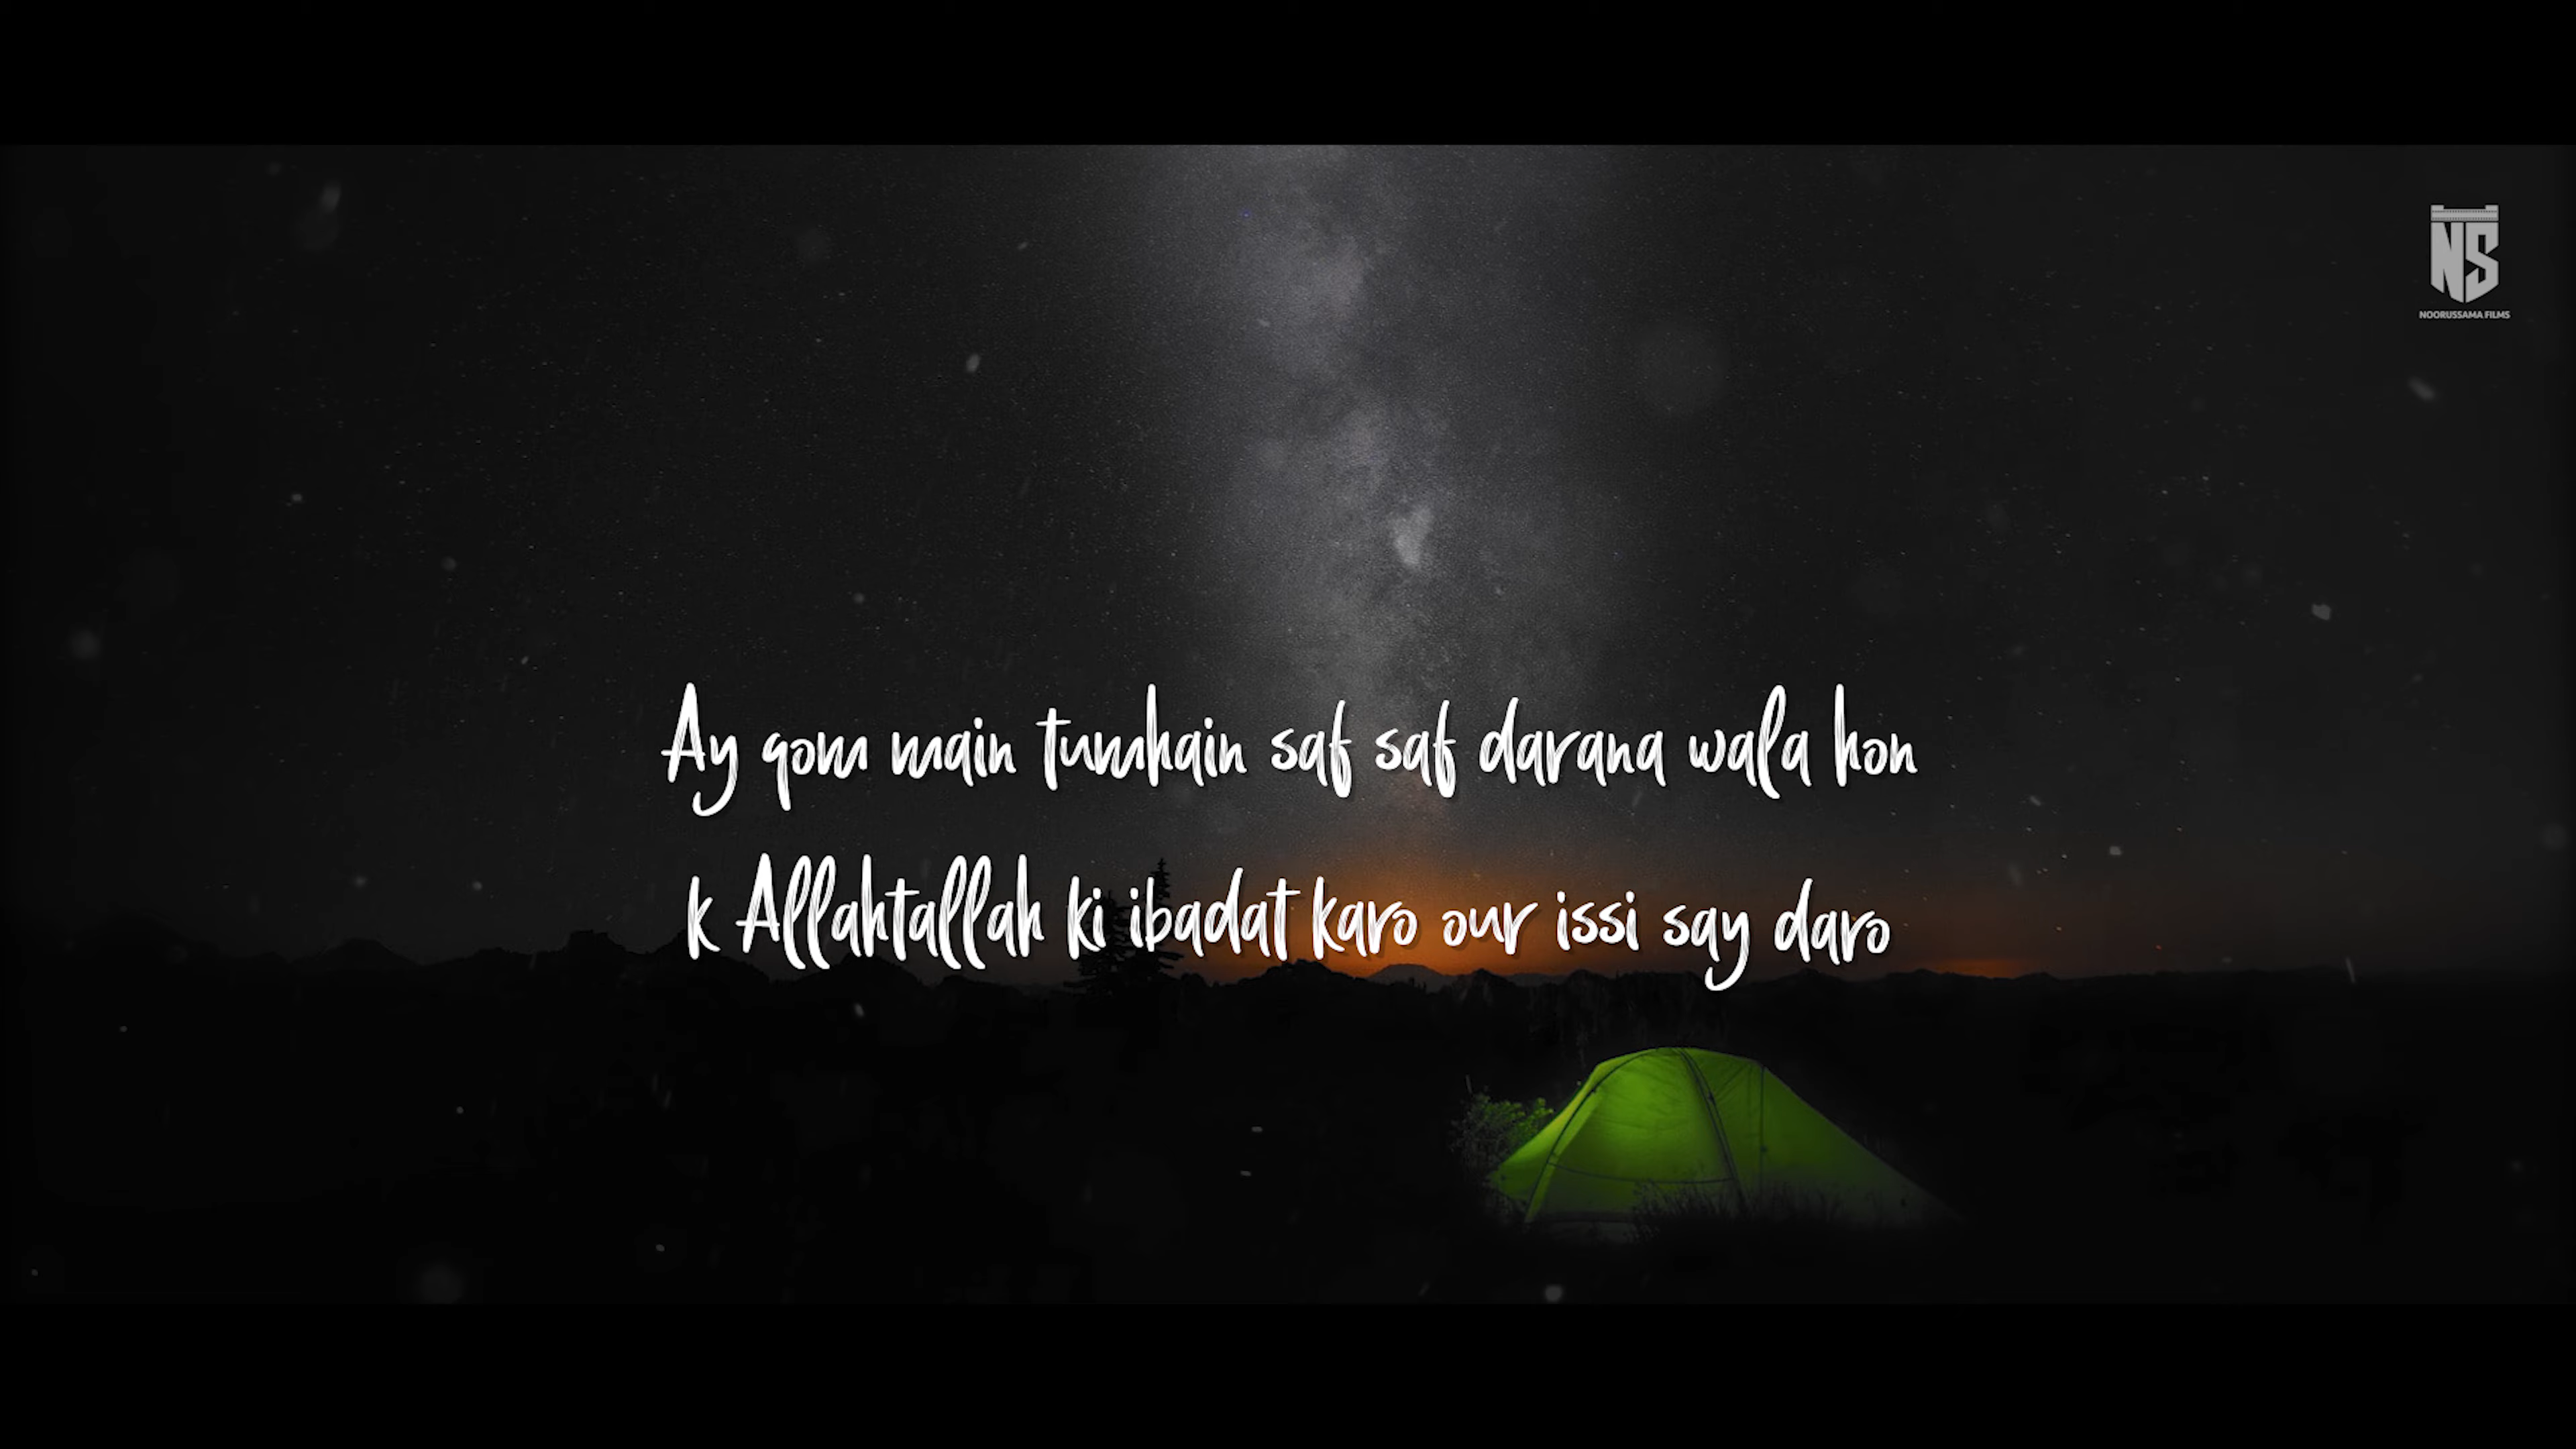 NS
NOORUSSAMA FILMS
Ay qom main tumhain saf saf darana wala hon
k Allahtallah ki ibadat karo our issi say daro